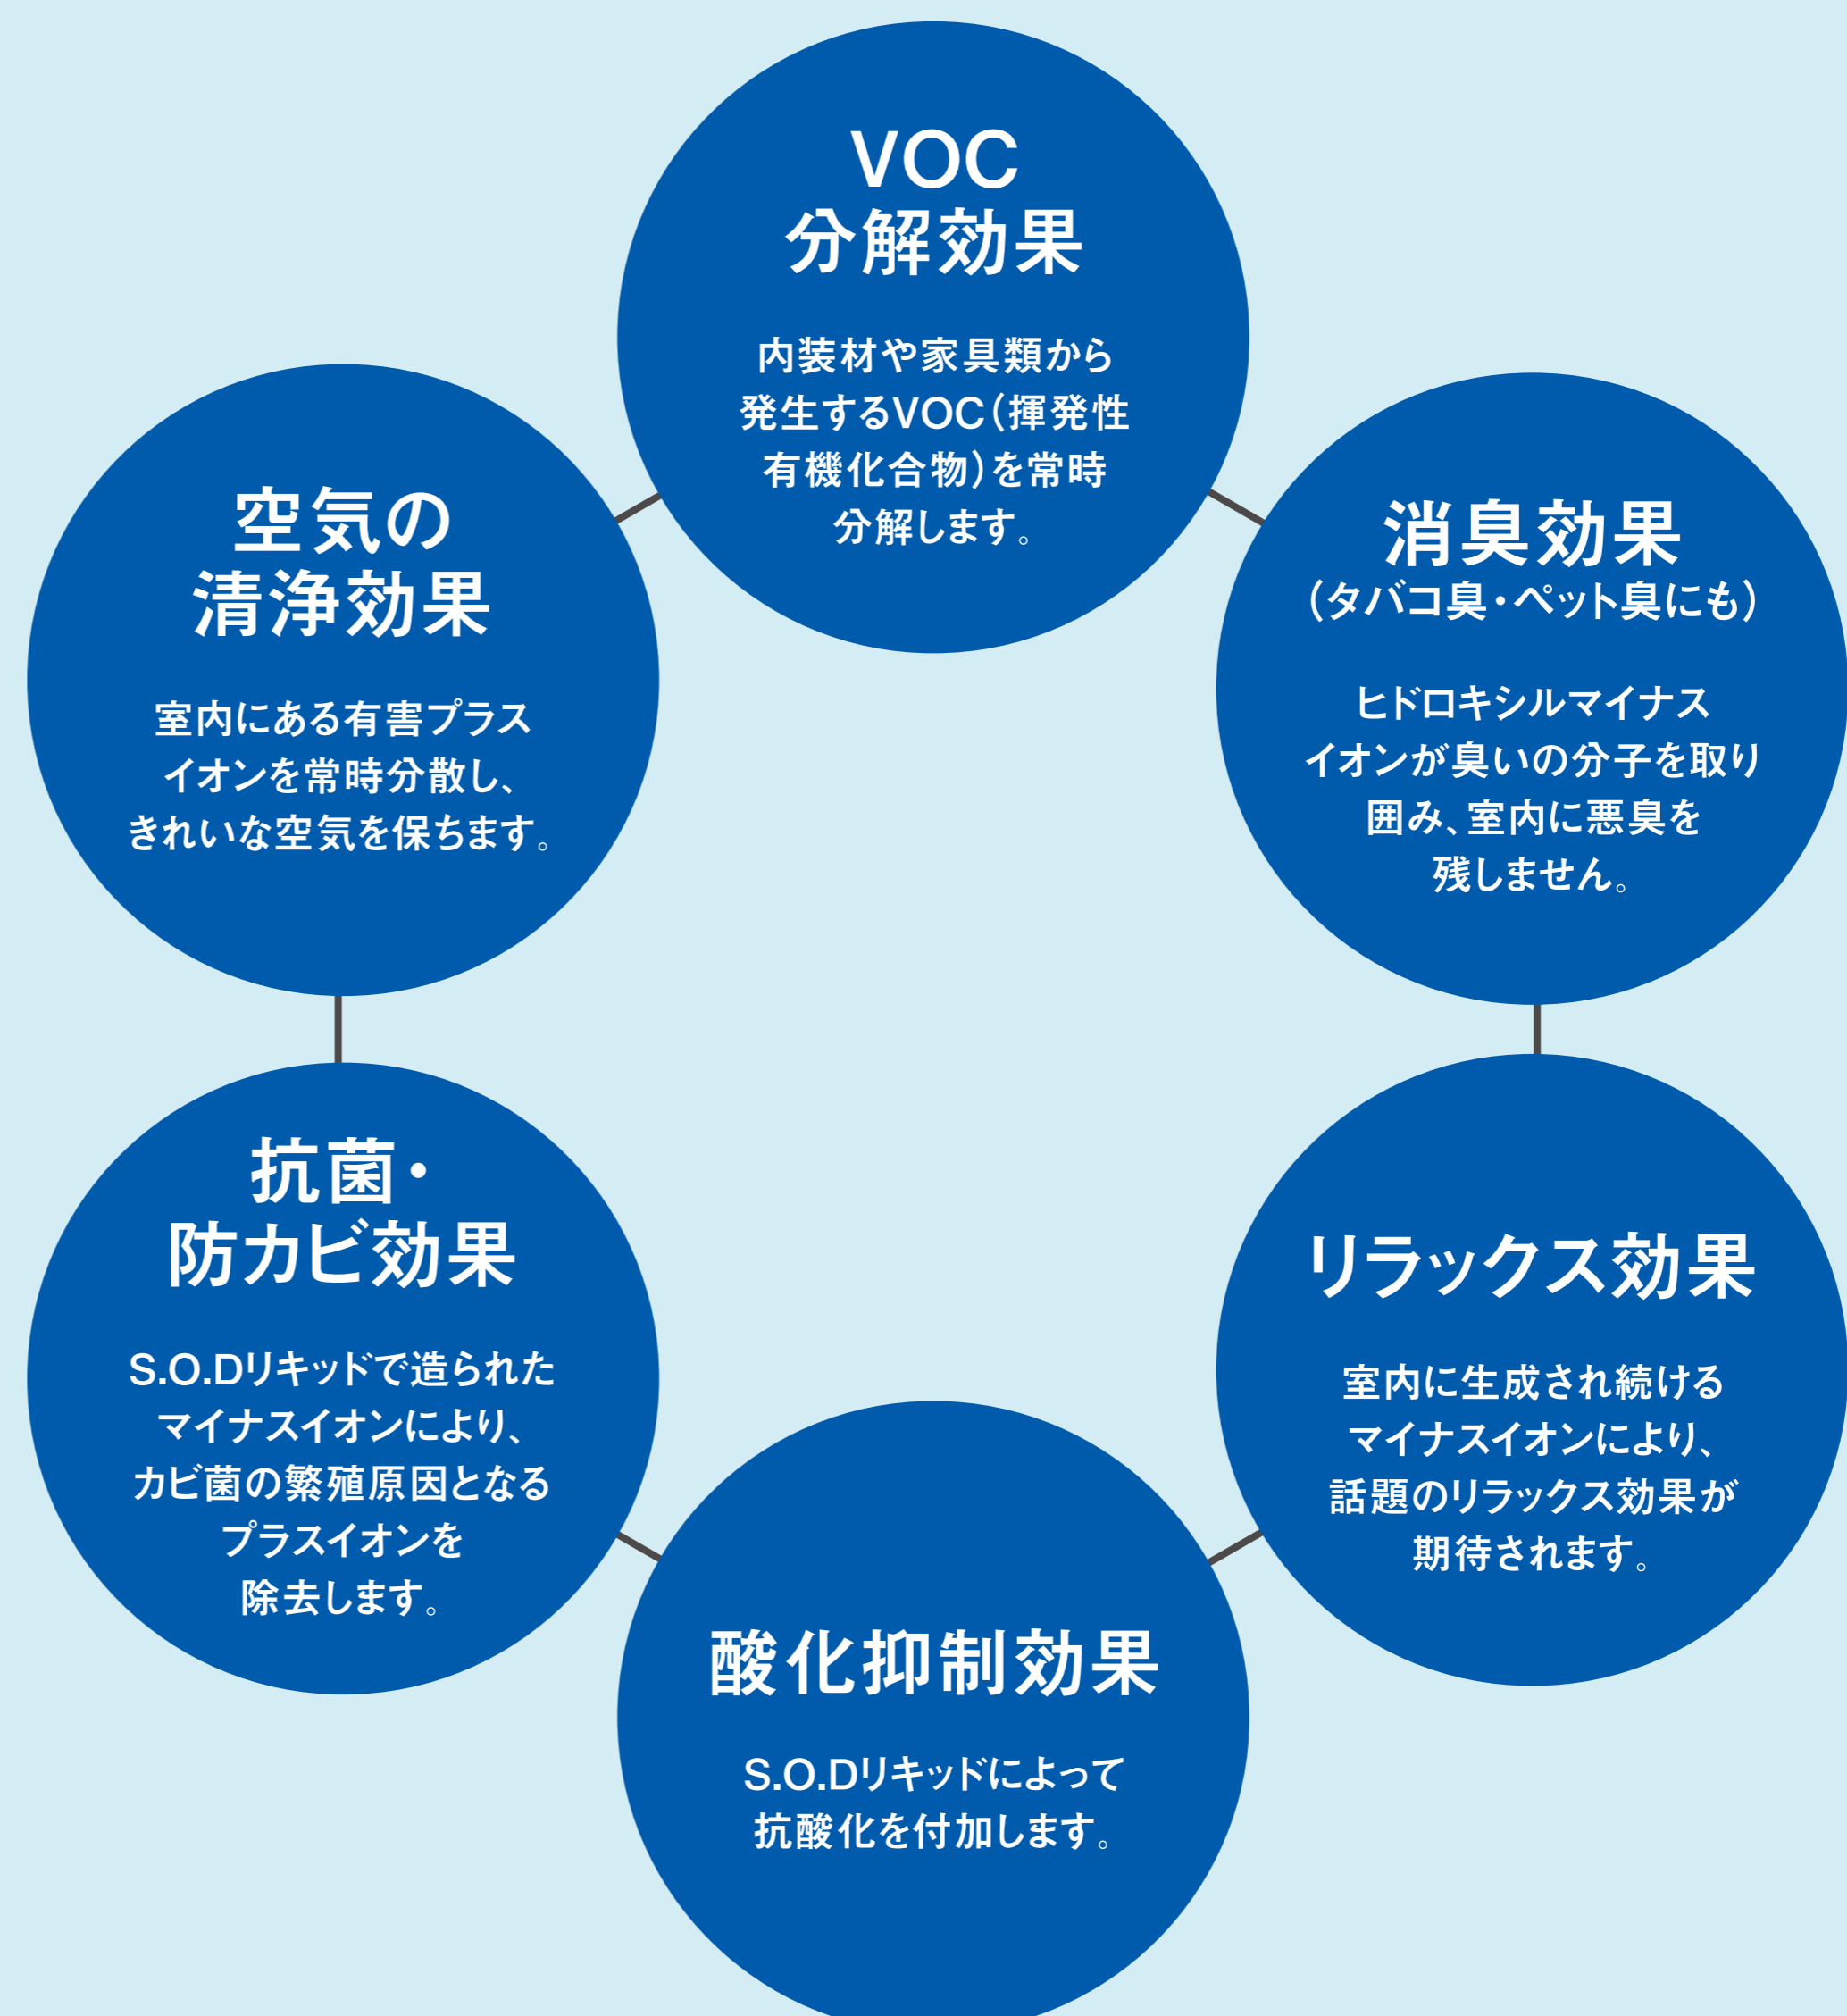 VOC
分解効果
内装材や家具類から
発生するVOC（揮発性
有機化合物）を常時
分解します。
空気の
清浄効果
室内にある有害プラス
イオンを常時分散し、
きれいな空気を保ちます。
消臭効果
（タバコ臭・ペット臭にも）
ヒドロキシルマイナス
イオンが臭いの分子を取り
囲み、室内に悪臭を
残しません。
抗菌・
防カビ効果
S.O.Dリキッドで造られた
マイナスイオンにより、
カビ菌の繁殖原因となる
プラスイオンを
除去します。
リラックス効果
室内に生成され続ける
マイナスイオンにより、
話題のリラックス効果が
期待されます。
酸化抑制効果
S.O.Dリキッドによって
抗酸化を付加します。